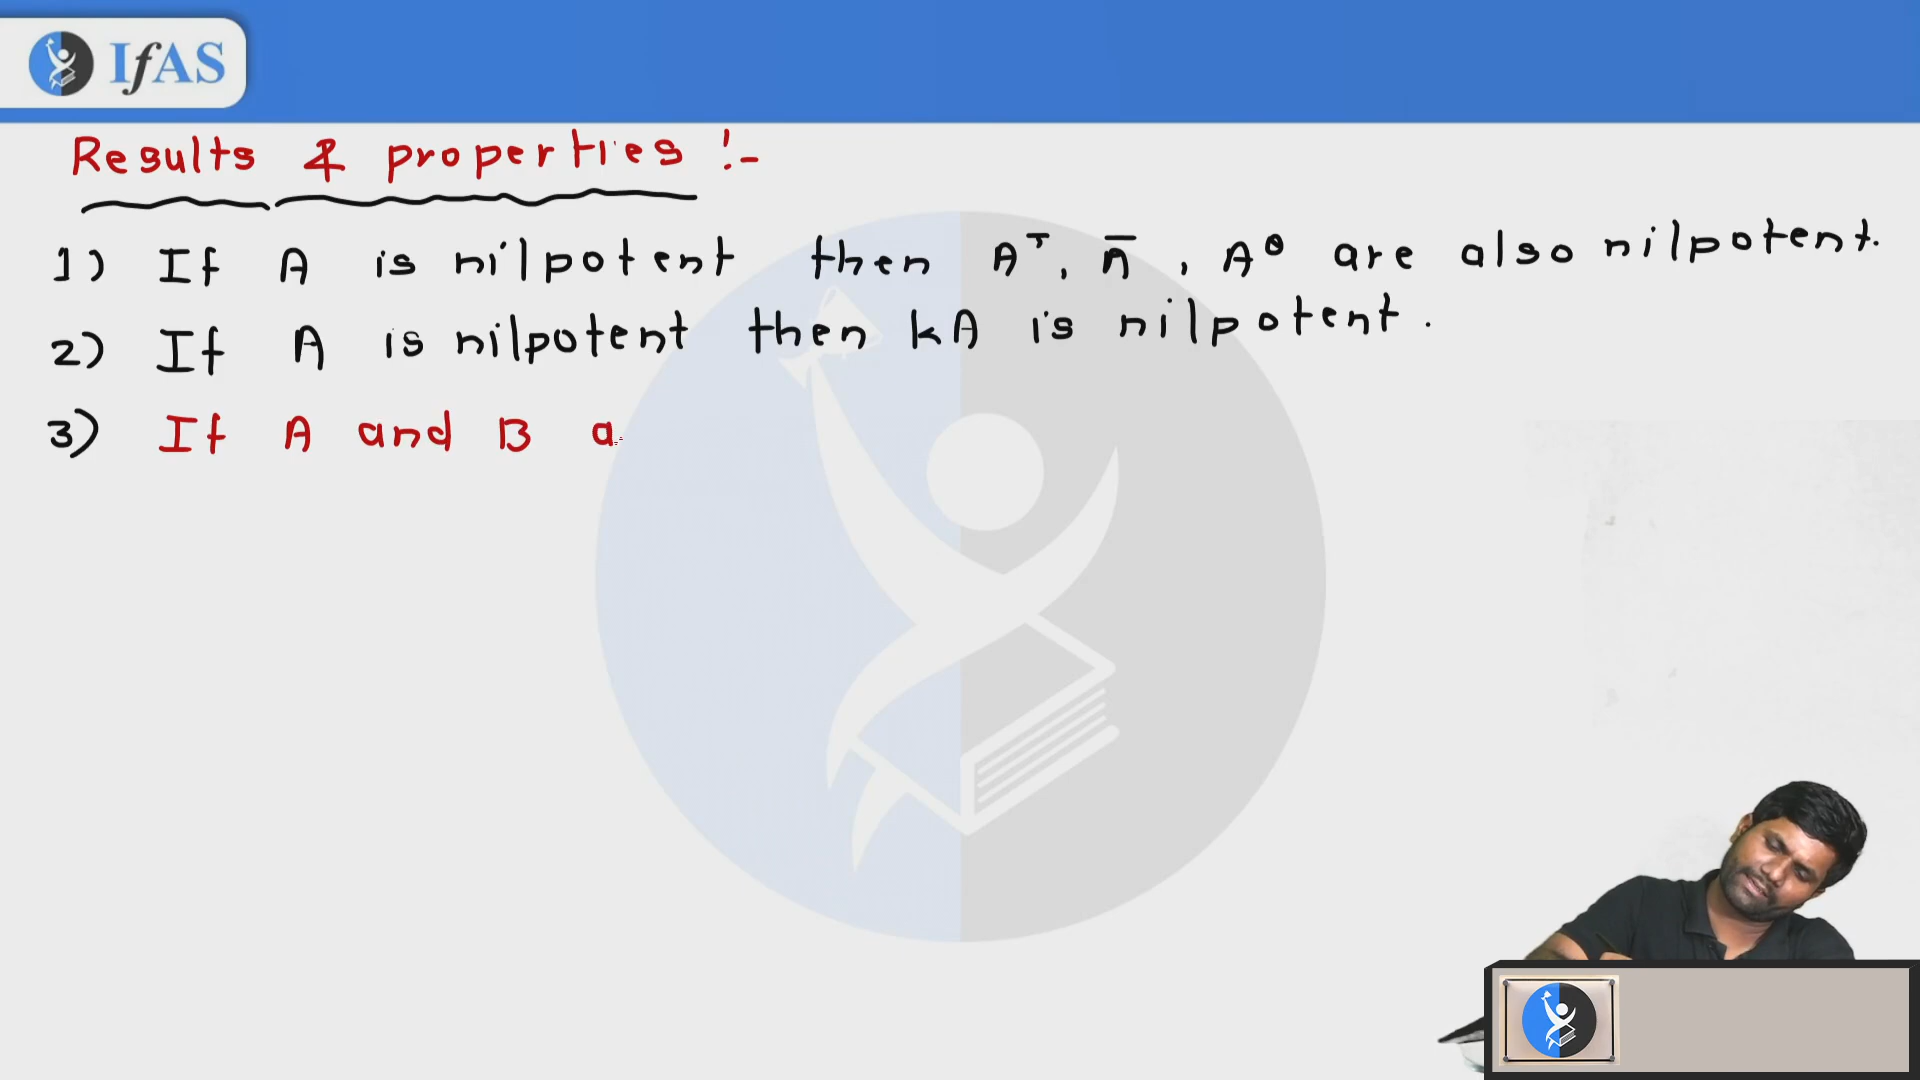 IfAS
Results & properties :-
1) If A is nilpotent then Aᵀ, Ā, A^θ are also nilpotent.
2) If A is nilpotent then kA is nilpotent.
3) If A and B a